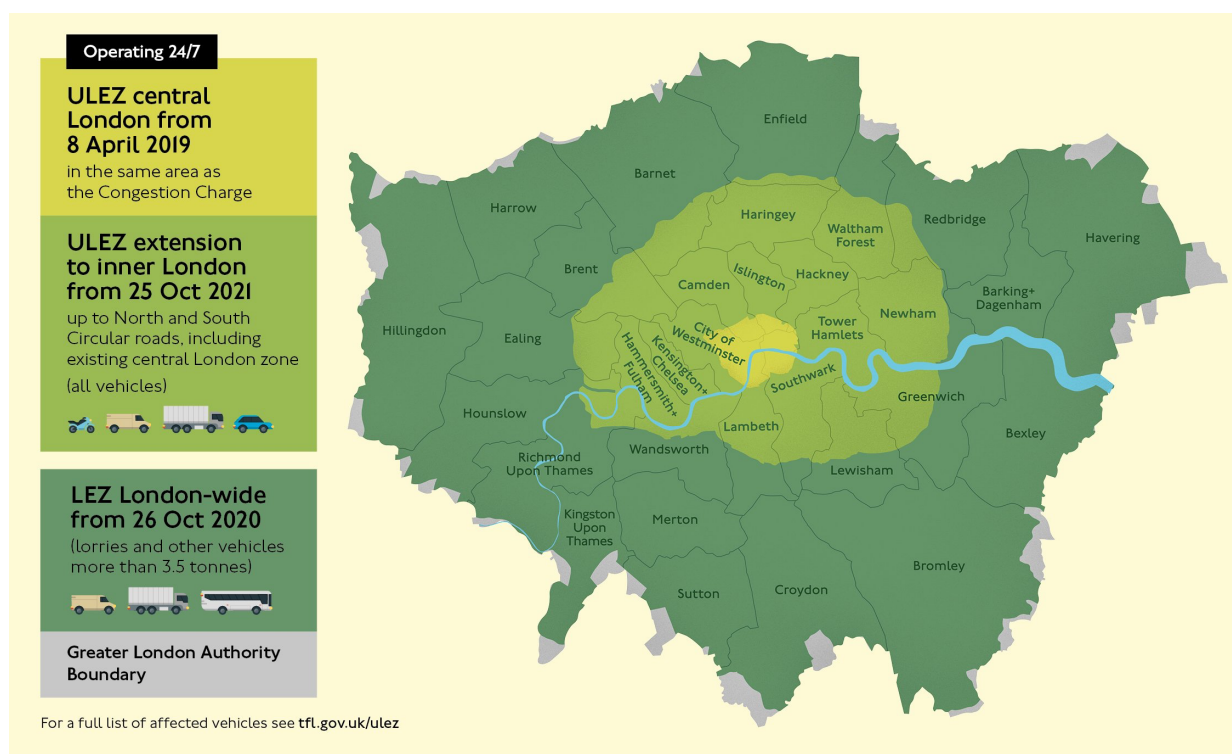 Operating 24/7
ULEZ central
London from
8 April 2019
in the same area as
the Congestion Charge
ULEZ extension
to inner London
from 25 Oct 2021
up to North and South
Circular roads, including
existing central London zone
(all vehicles)
LEZ London-wide
from 26 Oct 2020
(lorries and other vehicles
more than 3.5 tonnes)
Greater London Authority
Boundary
For a full list of affected vehicles see tfl.gov.uk/ulez
Enfield
Barnet
Harrow
Haringey
Waltham
Forest
Redbridge
Havering
Brent
Camden
Islington
Hackney
Barking+
Dagenham
Hillingdon
Ealing
City of
Westminster
Tower
Hamlets
Newham
Kensington+
Chelsea
Hammersmith+
Fulham
Southwark
Greenwich
Hounslow
Lambeth
Bexley
Richmond
Upon Thames
Wandsworth
Lewisham
Kingston
Upon
Thames
Merton
Bromley
Sutton
Croydon